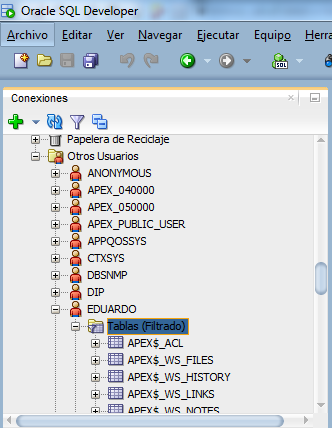 Oracle SQL Developer
Archivo Editar Ver Navegar Ejecutar Equipo
SQL
Conexiones
Papelera de Reciclaje
Otros Usuarios
ANONYMOUS
APEX_040000
APEX_050000
APEX_PUBLIC_USER
APPQOSSYS
CTXSYS
DBSNMP
DIP
EDUARDO
Tablas (Filtrado)
APEX$_ACL
APEX$_WS_FILES
APEX$_WS_HISTORY
APEX$_WS_LINKS
APEX$_WS_NOTES